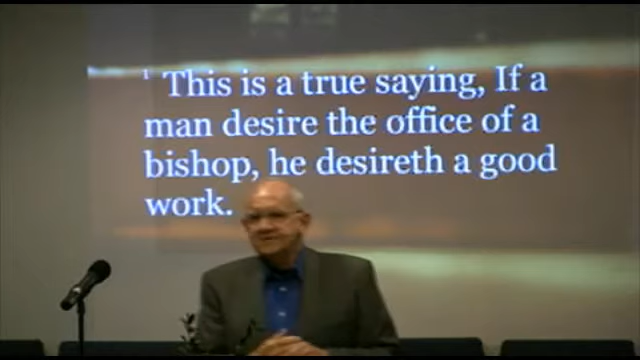 1 This is a true saying, If a
man desire the office of a
bishop, he desireth a good
work.